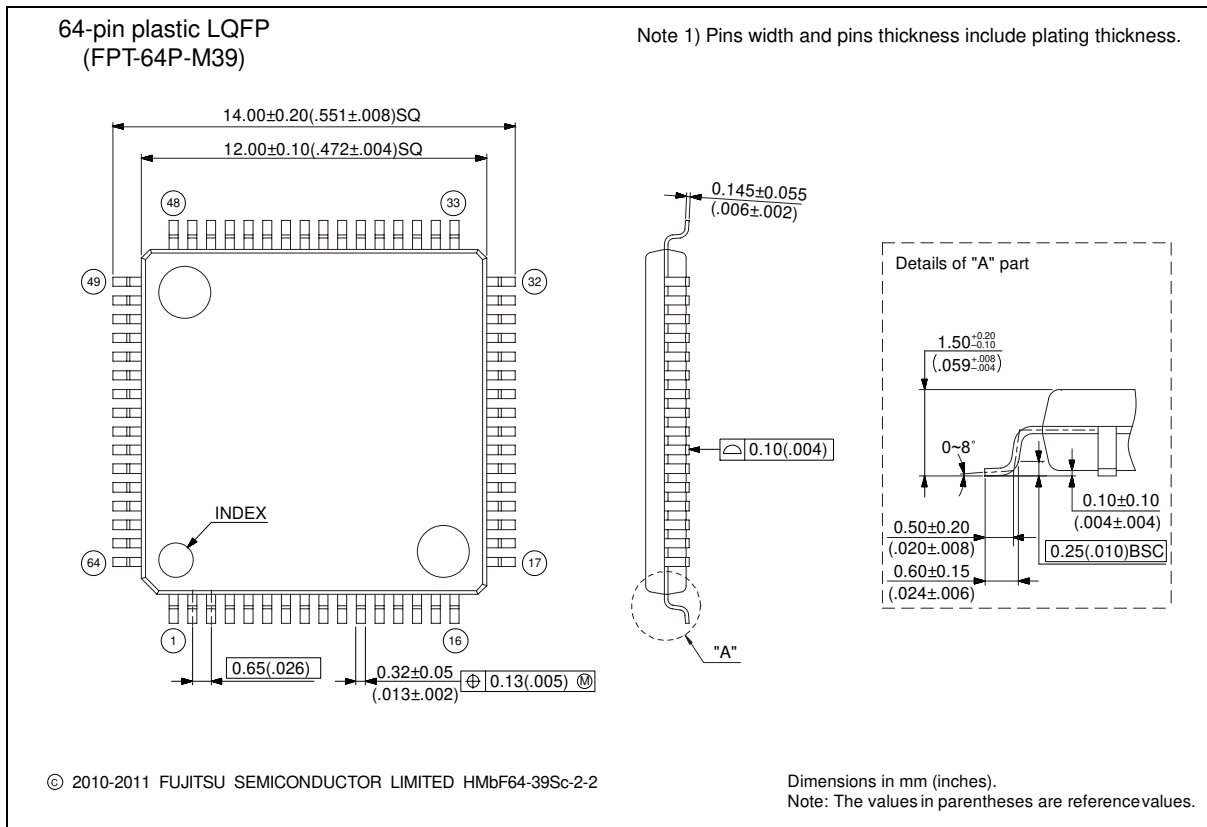 64-pin plastic LQFP
(FPT-64P-M39)
Note 1) Pins width and pins thickness include plating thickness.
14.00±0.20(.551±.008)SQ
12.00±0.10(.472±.004)SQ
48
33
49
32
INDEX
64
17
1
16
0.65(.026)
0.32±0.05
(.013±.002)
⌖ 0.13(.005) Ⓜ
0.145±0.055
(.006±.002)
⌓ 0.10(.004)
"A"
Details of "A" part
1.50 +0.20 −0.10
(.059 +.008 −.004)
0~8°
0.50±0.20
(.020±.008)
0.60±0.15
(.024±.006)
0.10±0.10
(.004±.004)
0.25(.010)BSC
© 2010-2011 FUJITSU SEMICONDUCTOR LIMITED HMbF64-39Sc-2-2
Dimensions in mm (inches).
Note: The values in parentheses are reference values.